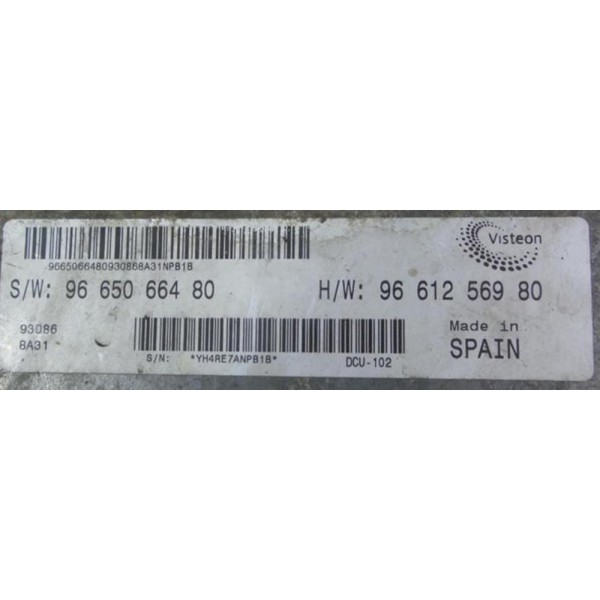 Visteon
9665066480930868A31NPB1B
S/W: 96 650 664 80
H/W: 96 612 569 80
93086
8A31
S/N: *YH4RE7ANPB1B*
DCU-102
Made in
SPAIN